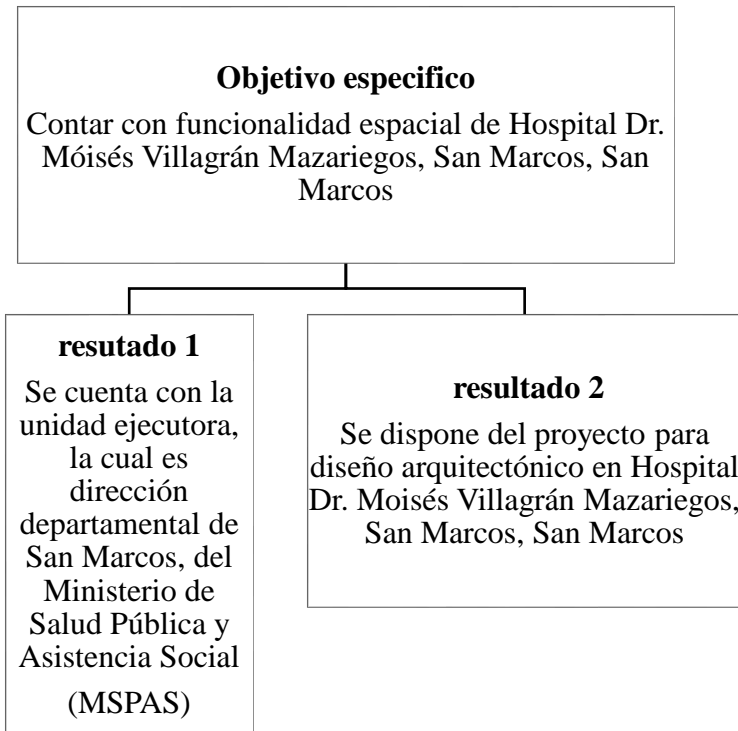 Objetivo especifico
Contar con funcionalidad espacial de Hospital Dr.
Móisés Villagrán Mazariegos, San Marcos, San
Marcos
resutado 1
Se cuenta con la
unidad ejecutora,
la cual es
dirección
departamental de
San Marcos, del
Ministerio de
Salud Pública y
Asistencia Social
(MSPAS)
resultado 2
Se dispone del proyecto para
diseño arquitectónico en Hospital
Dr. Moisés Villagrán Mazariegos,
San Marcos, San Marcos